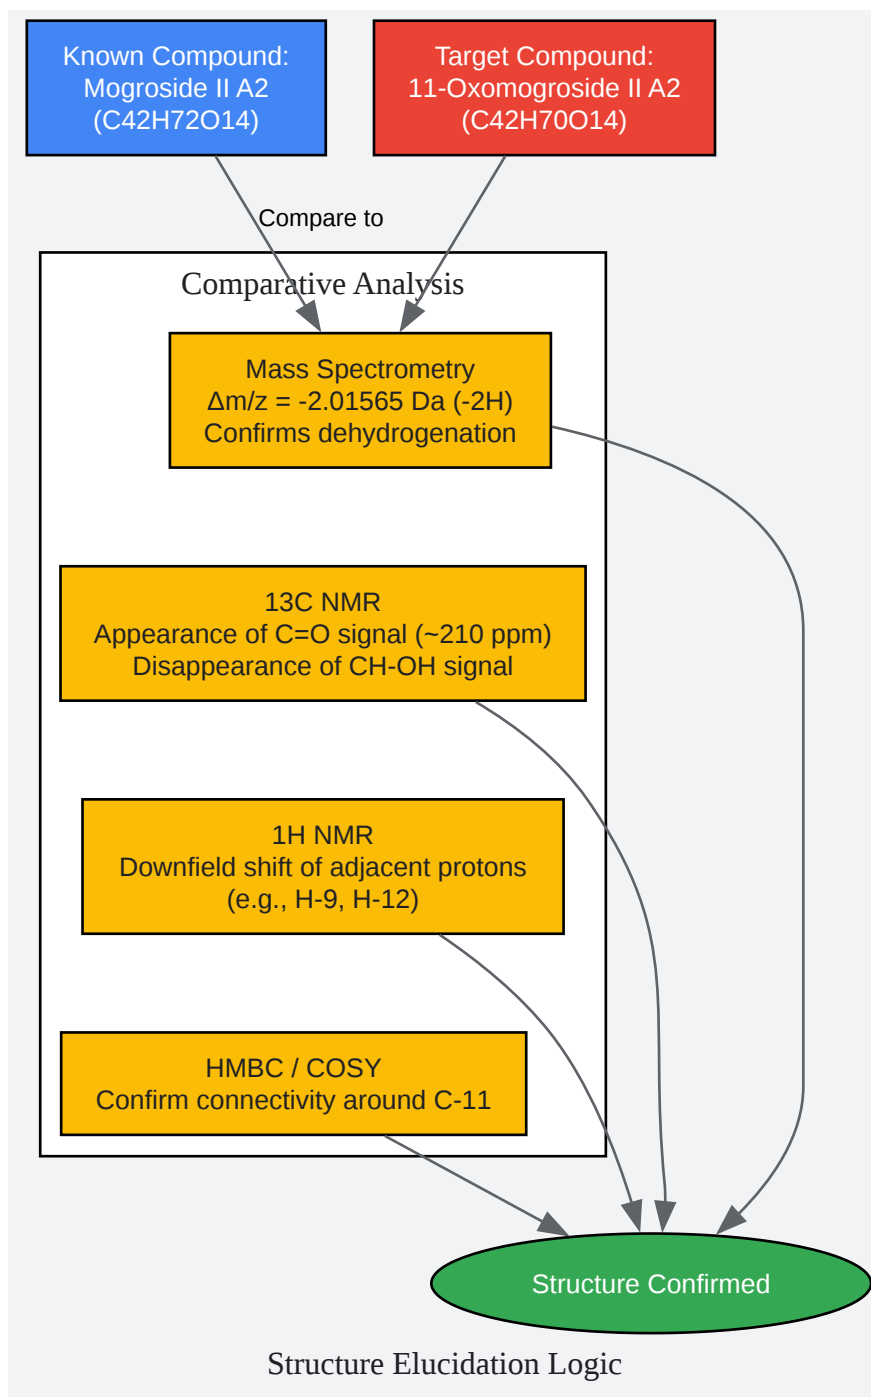 Known Compound:
Mogroside II A2
(C42H72O14)
Target Compound:
11-Oxomogroside II A2
(C42H70O14)
Compare to
Comparative Analysis
Mass Spectrometry
Δm/z = -2.01565 Da (-2H)
Confirms dehydrogenation
13C NMR
Appearance of C=O signal (~210 ppm)
Disappearance of CH-OH signal
1H NMR
Downfield shift of adjacent protons
(e.g., H-9, H-12)
HMBC / COSY
Confirm connectivity around C-11
Structure Confirmed
Structure Elucidation Logic